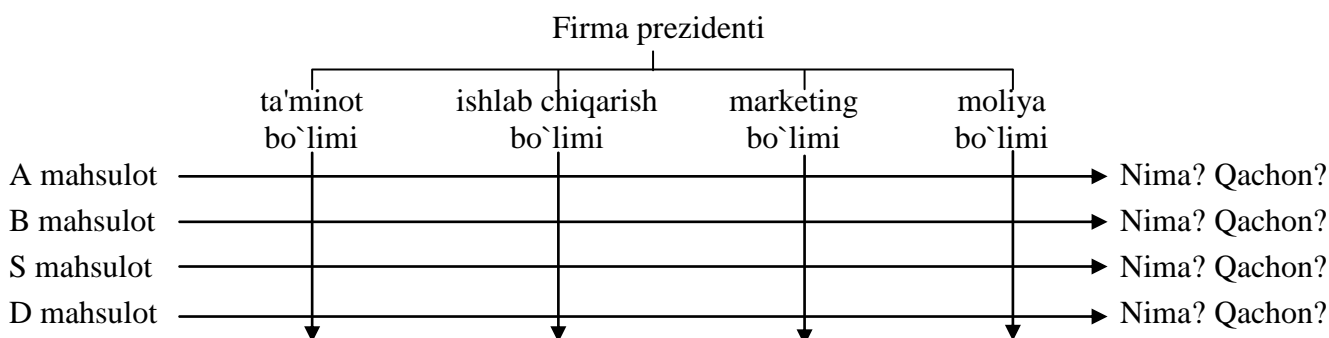 Firma prezidenti
ta'minot ishlab chiqarish marketing moliya
bo`limi bo`limi bo`limi bo`limi
A mahsulot Nima? Qachon?
B mahsulot Nima? Qachon?
S mahsulot Nima? Qachon?
D mahsulot Nima? Qachon?